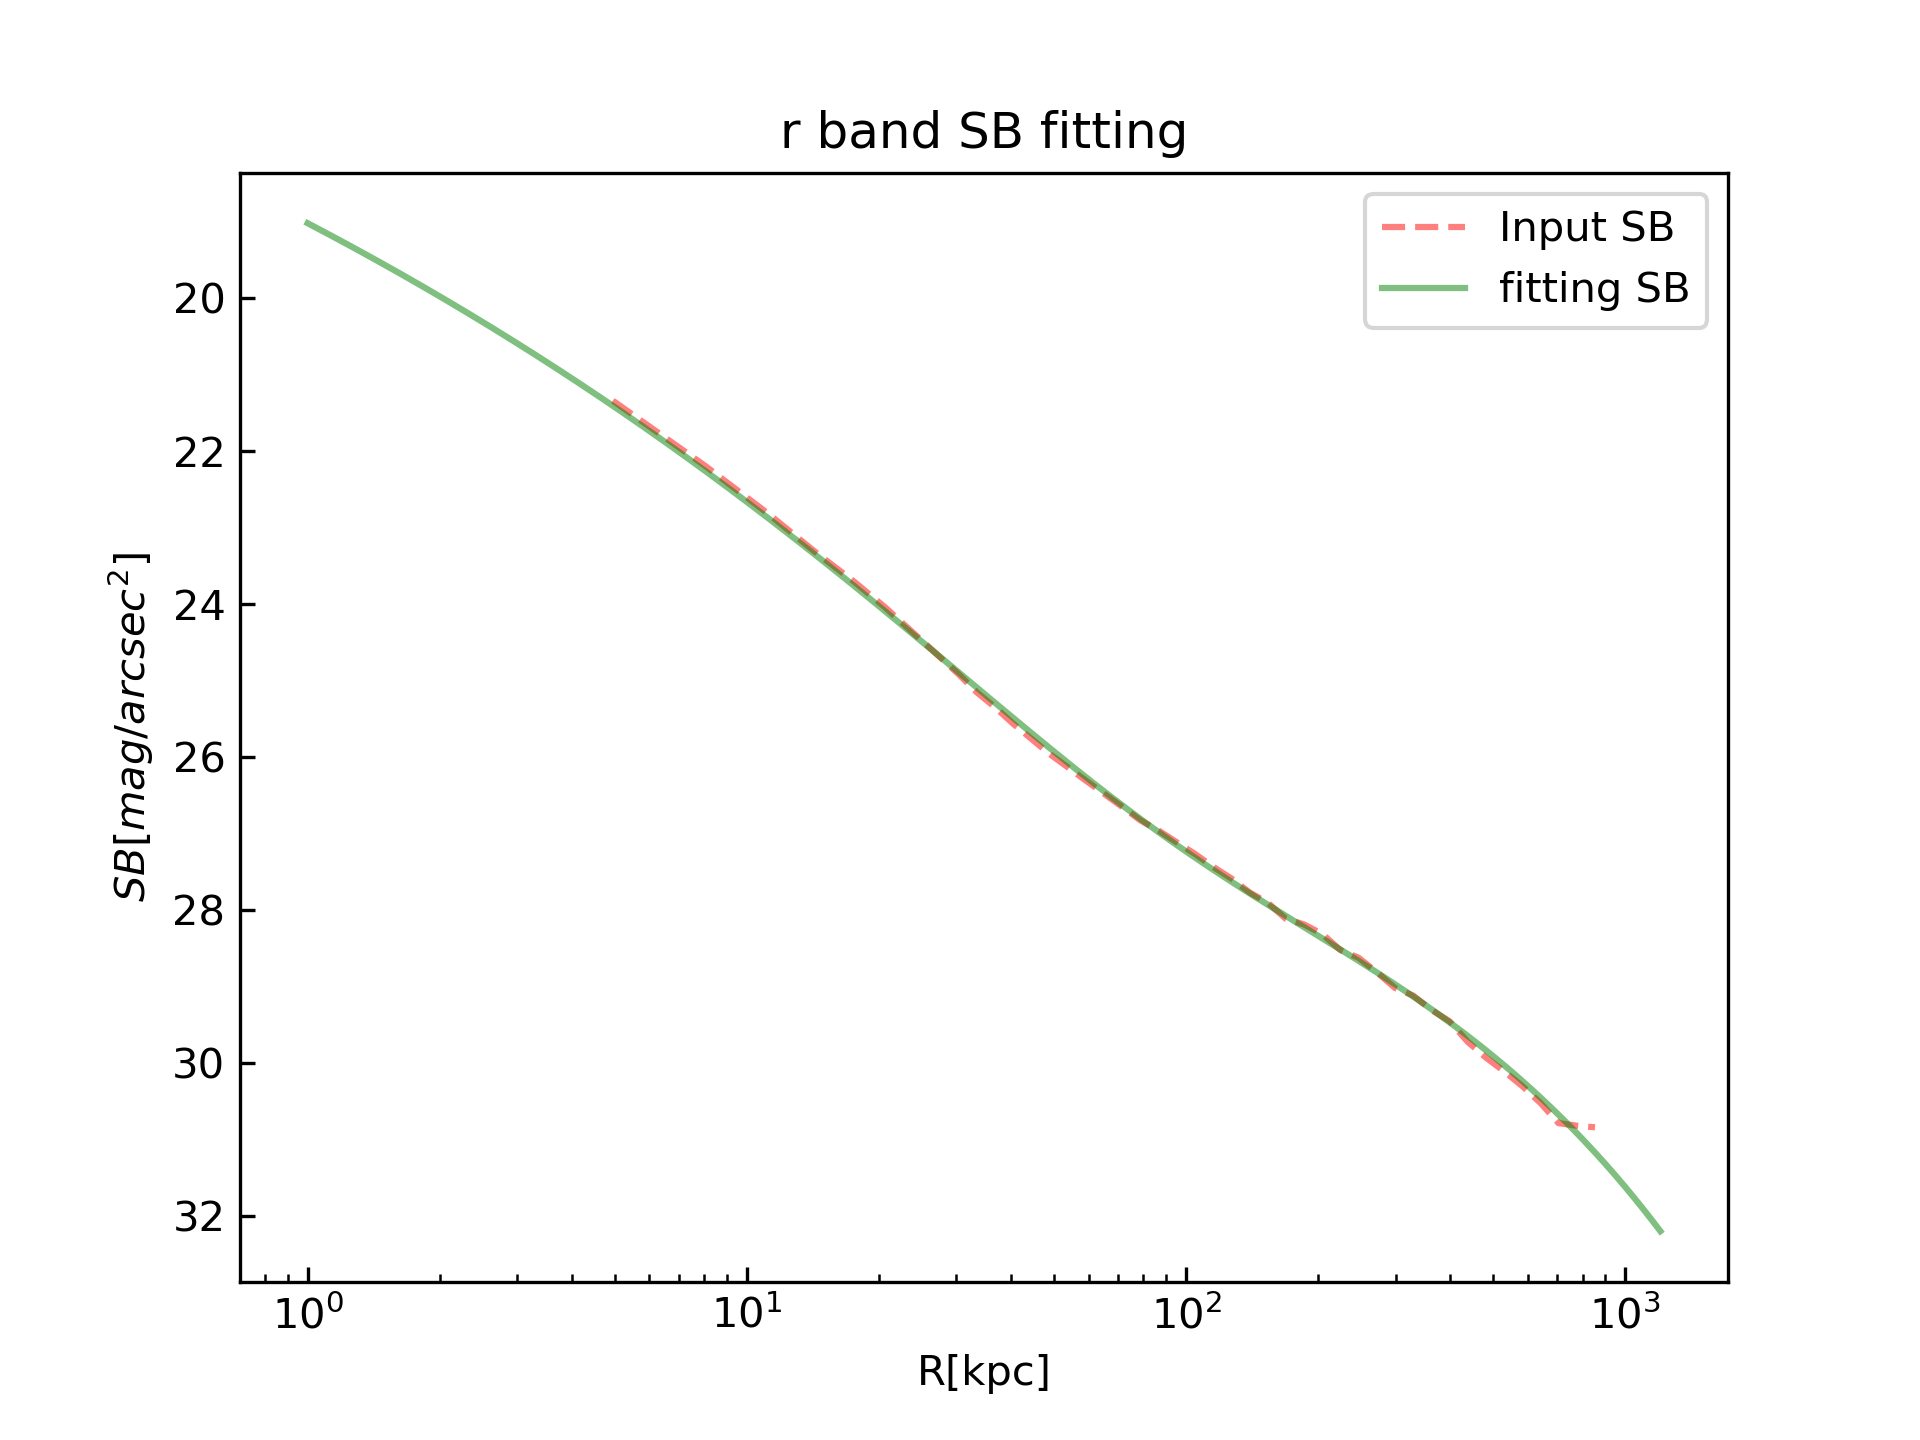 r band SB fitting
Input SB
fitting SB
20
22
24
26
28
30
32
SB[mag/arcsec²]
10⁰ 10¹ 10² 10³
R[kpc]